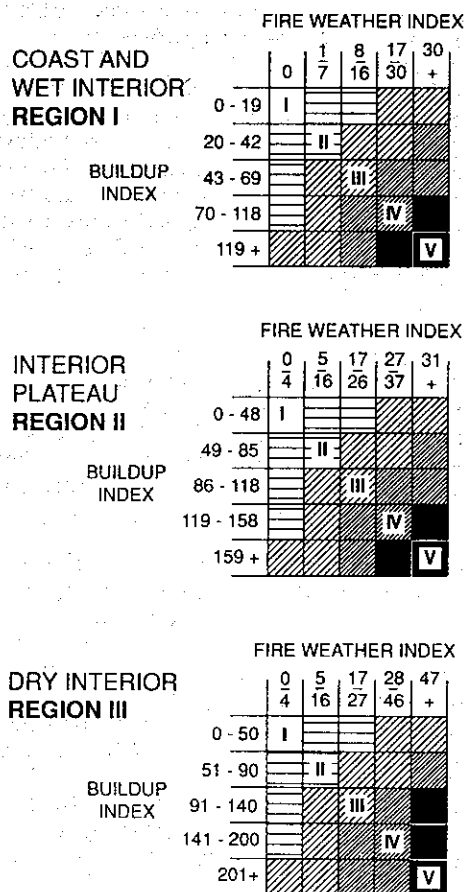 FIRE WEATHER INDEX
COAST AND
WET INTERIOR
REGION I
0 1/7 8/16 17/30 30 +
0 - 19 I
20 - 42 II
BUILDUP
INDEX
43 - 69 III
70 - 118 IV
119 + V
FIRE WEATHER INDEX
INTERIOR
PLATEAU
REGION II
0/4 5/16 17/26 27/37 31 +
0 - 48 I
49 - 85 II
BUILDUP
INDEX
86 - 118 III
119 - 158 IV
159 + V
FIRE WEATHER INDEX
DRY INTERIOR
REGION III
0/4 5/16 17/27 28/46 47 +
0 - 50 I
51 - 90 II
BUILDUP
INDEX
91 - 140 III
141 - 200 IV
201+ V